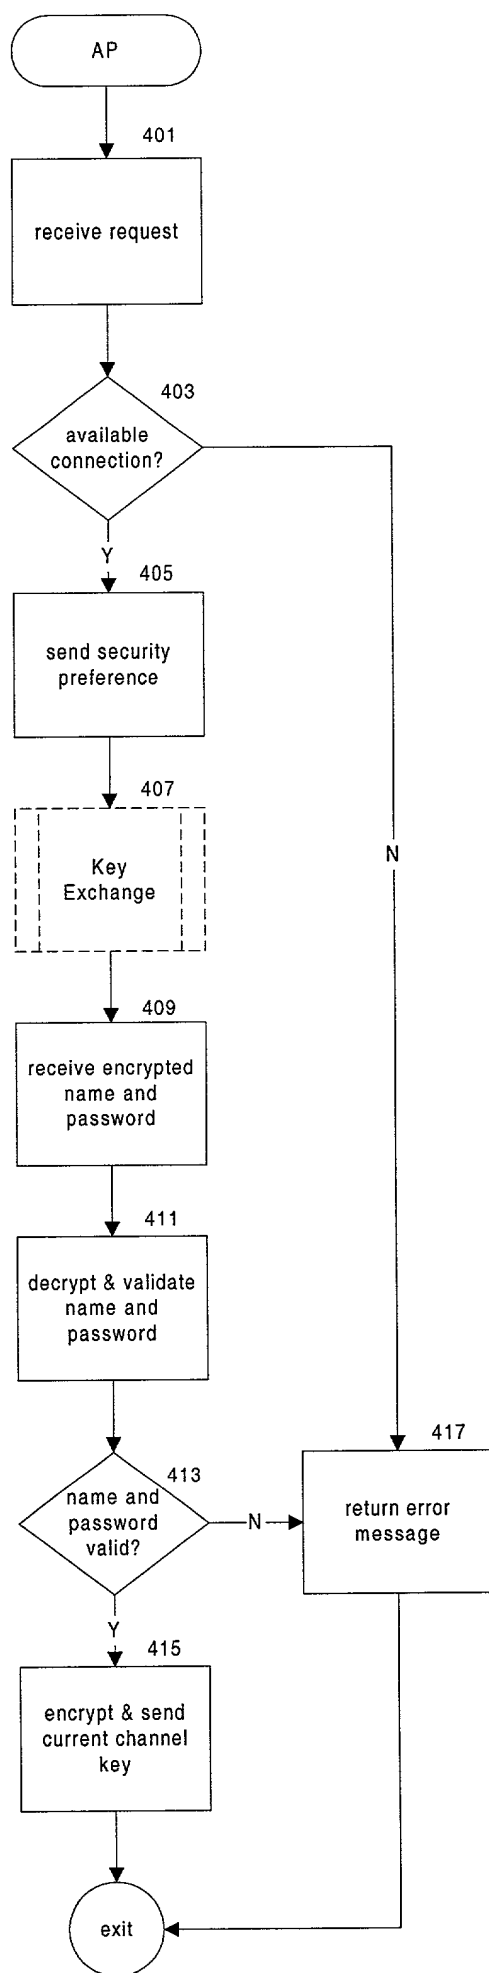 AP
401
receive request
403
available
connection?
Y
405
send security
preference
407
Key
Exchange
N
409
receive encrypted
name and
password
411
decrypt & validate
name and
password
413
name and
password
valid?
N
417
return error
message
Y
415
encrypt & send
current channel
key
exit